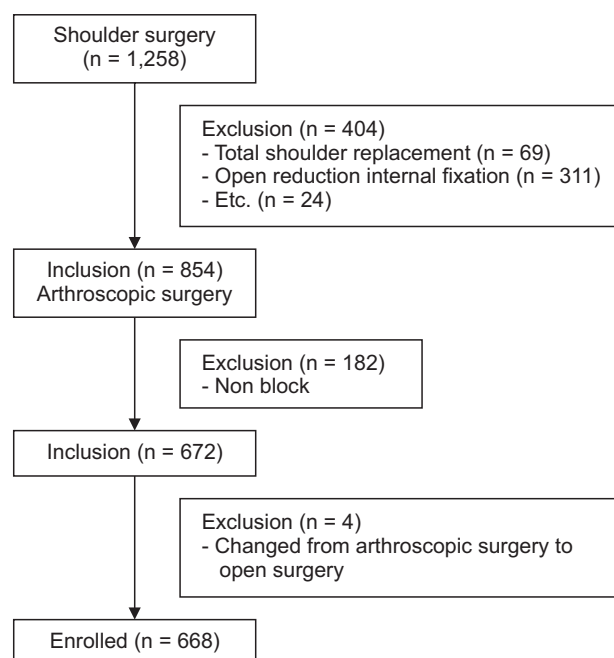 Shoulder surgery
(n = 1,258)
Exclusion (n = 404)
- Total shoulder replacement (n = 69)
- Open reduction internal fixation (n = 311)
- Etc. (n = 24)
Inclusion (n = 854)
Arthroscopic surgery
Exclusion (n = 182)
- Non block
Inclusion (n = 672)
Exclusion (n = 4)
- Changed from arthroscopic surgery to
open surgery
Enrolled (n = 668)